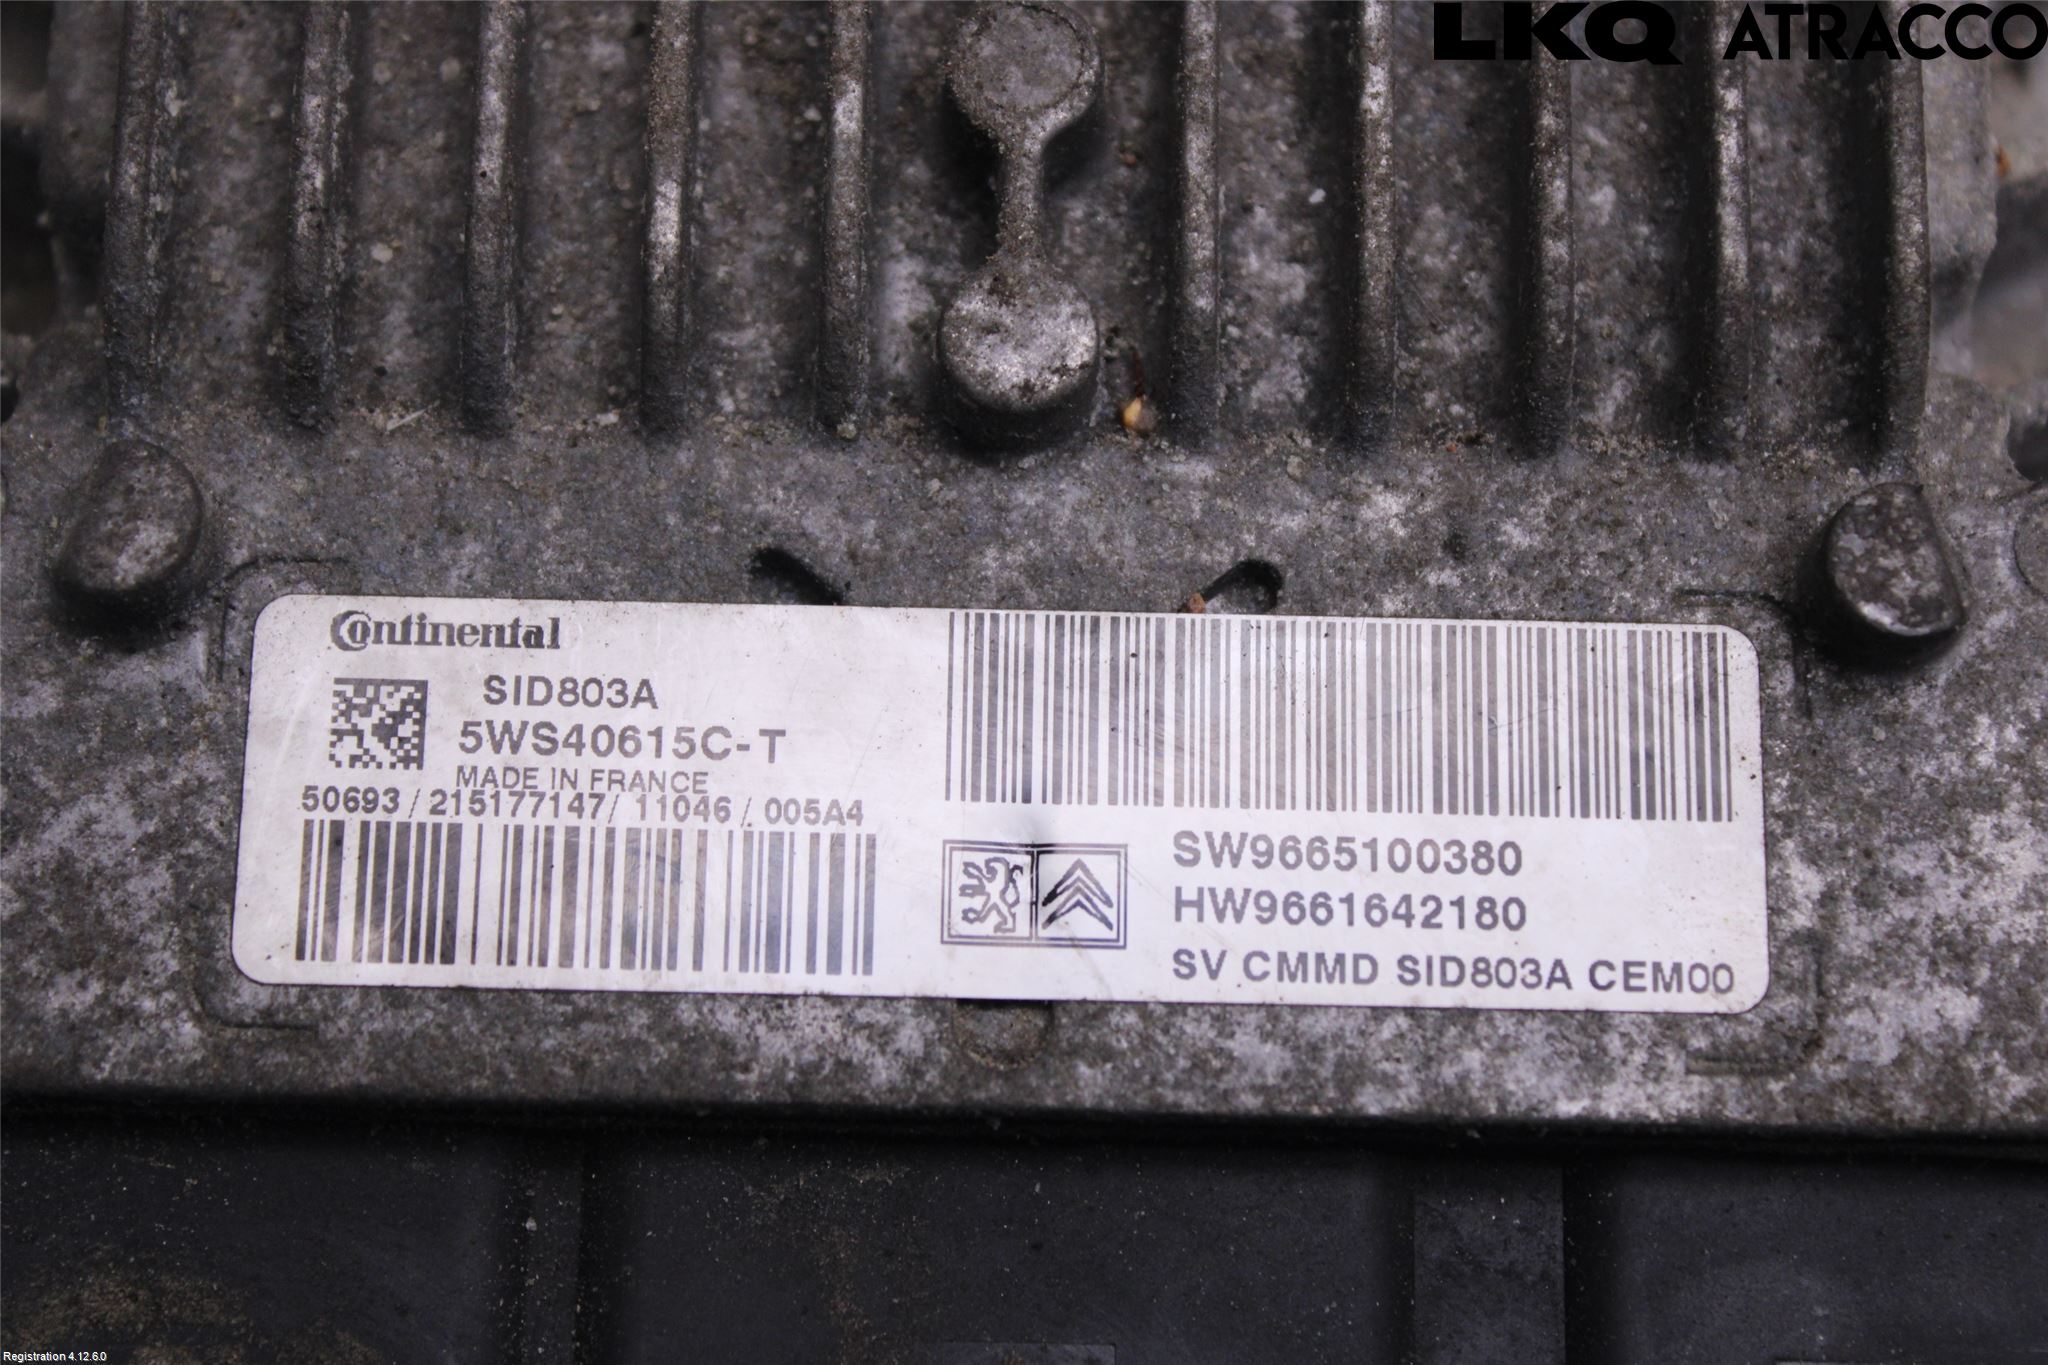 LKQ ATRACCO
Continental
SID803A
5WS40615C-T
MADE IN FRANCE
50693 / 215177147 / 11046 / 005A4
SW9665100380
HW9661642180
SV CMMD SID803A CEM00
Registration 4.12.6.0